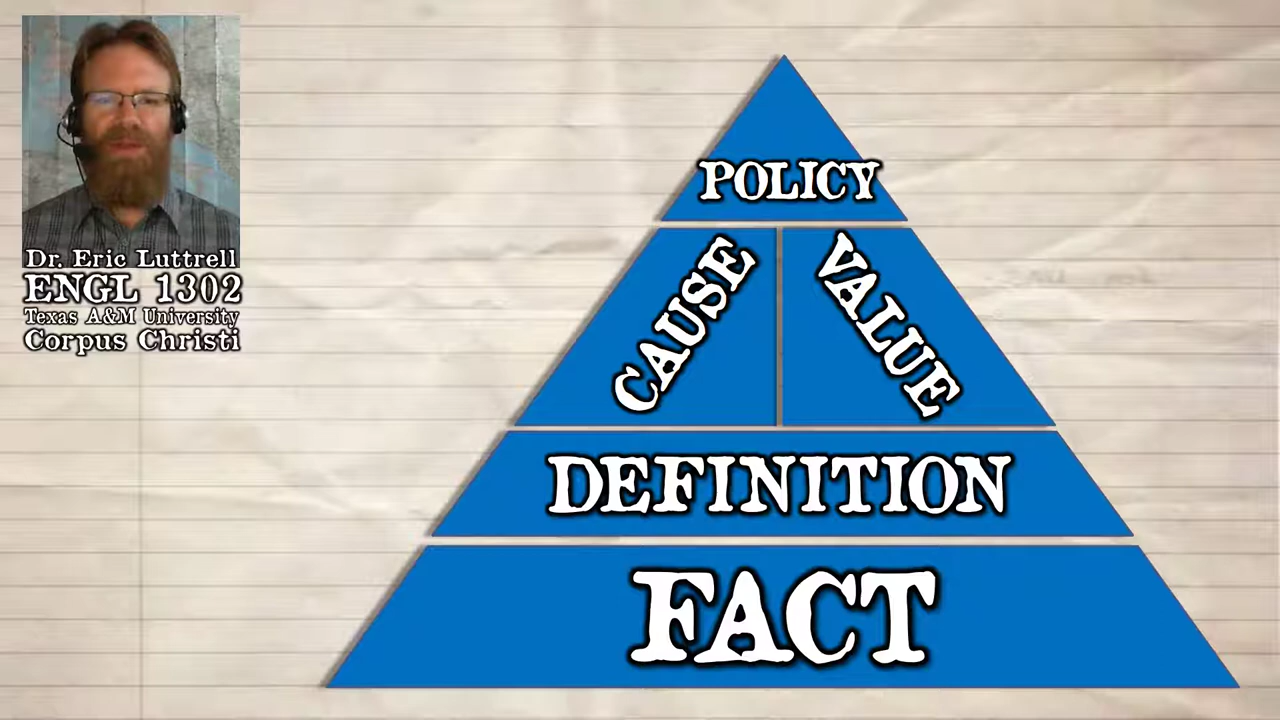 Dr. Eric Luttrell
ENGL 1302
Texas A&M University
Corpus Christi
POLICY
CAUSE
VALUE
DEFINITION
FACT